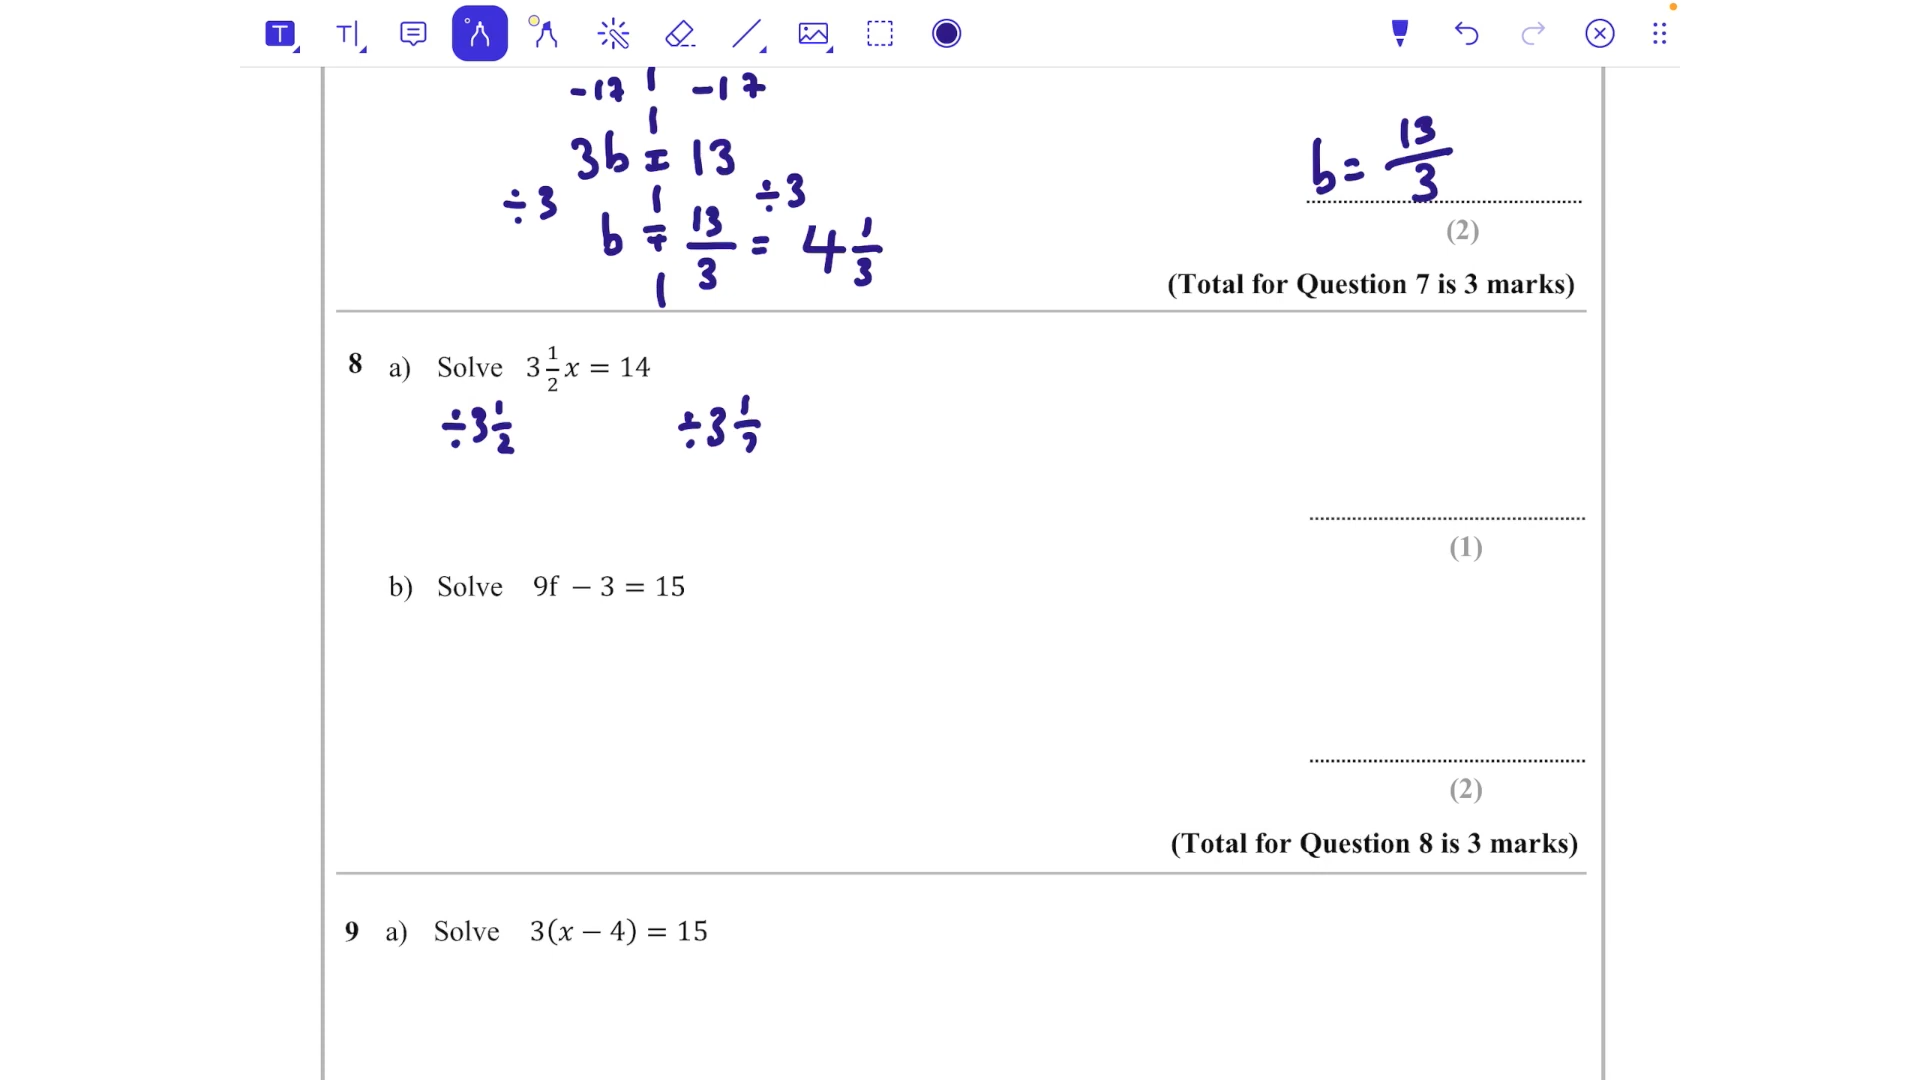 T T|
-17 -17
3b = 13
÷3 ÷3
b = 13/3 = 4 1/3
b = 13/3
(2)
(Total for Question 7 is 3 marks)
8 a) Solve 3 1/2 x = 14
÷3 1/2 ÷3 1/2
(1)
b) Solve 9f − 3 = 15
(2)
(Total for Question 8 is 3 marks)
9 a) Solve 3(x − 4) = 15